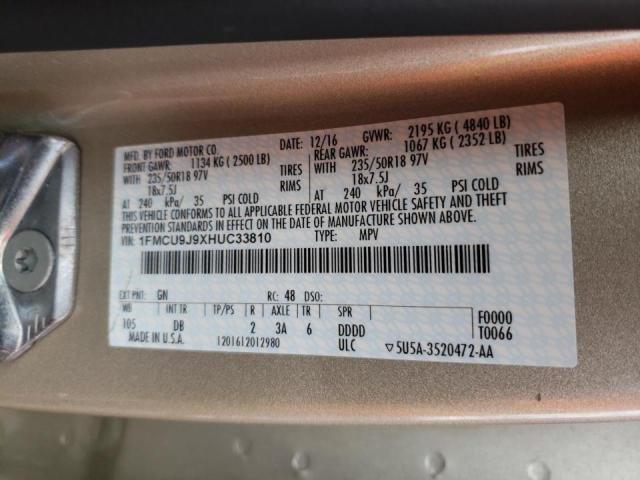 MFD. BY FORD MOTOR CO.
DATE: 12/16 GVWR: 2195 KG ( 4840 LB)
FRONT GAWR: 1134 KG ( 2500 LB) REAR GAWR: 1067 KG ( 2352 LB)
WITH 235/50R18 97V TIRES WITH 235/50R18 97V TIRES
18x7.5J RIMS 18x7.5J RIMS
AT 240 kPa/ 35 PSI COLD AT 240 kPa/ 35 PSI COLD
THIS VEHICLE CONFORMS TO ALL APPLICABLE FEDERAL MOTOR VEHICLE SAFETY AND THEFT
PREVENTION STANDARDS IN EFFECT ON THE DATE OF MANUFACTURE SHOWN ABOVE.
VIN: 1FMCU9J9XHUC33810 TYPE: MPV
EXT PNT: GN RC: 48 DSO:
WB INT TR TP/PS R AXLE TR SPR F0000
105 DB 2 3A 6 DDDD T0066
MADE IN U.S.A. 1201612012980 ULC ▽5U5A-3520472-AA